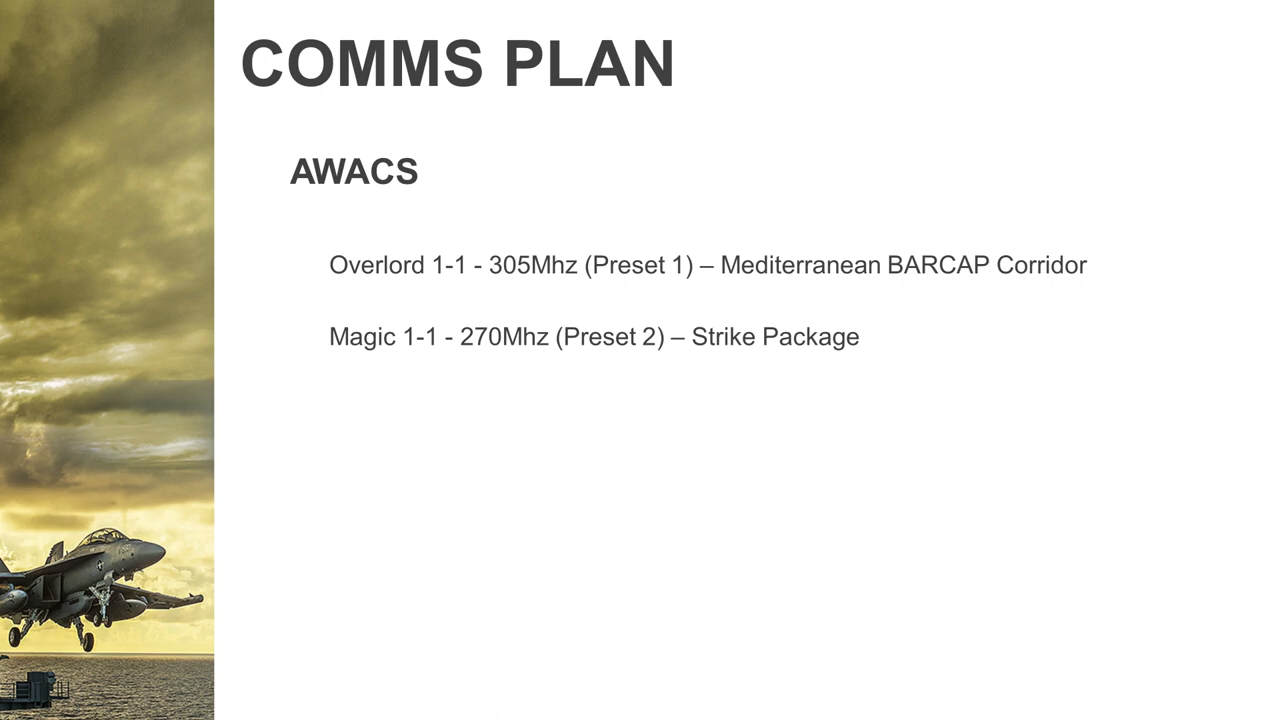 COMMS PLAN
AWACS
Overlord 1-1 - 305Mhz (Preset 1) – Mediterranean BARCAP Corridor
Magic 1-1 - 270Mhz (Preset 2) – Strike Package